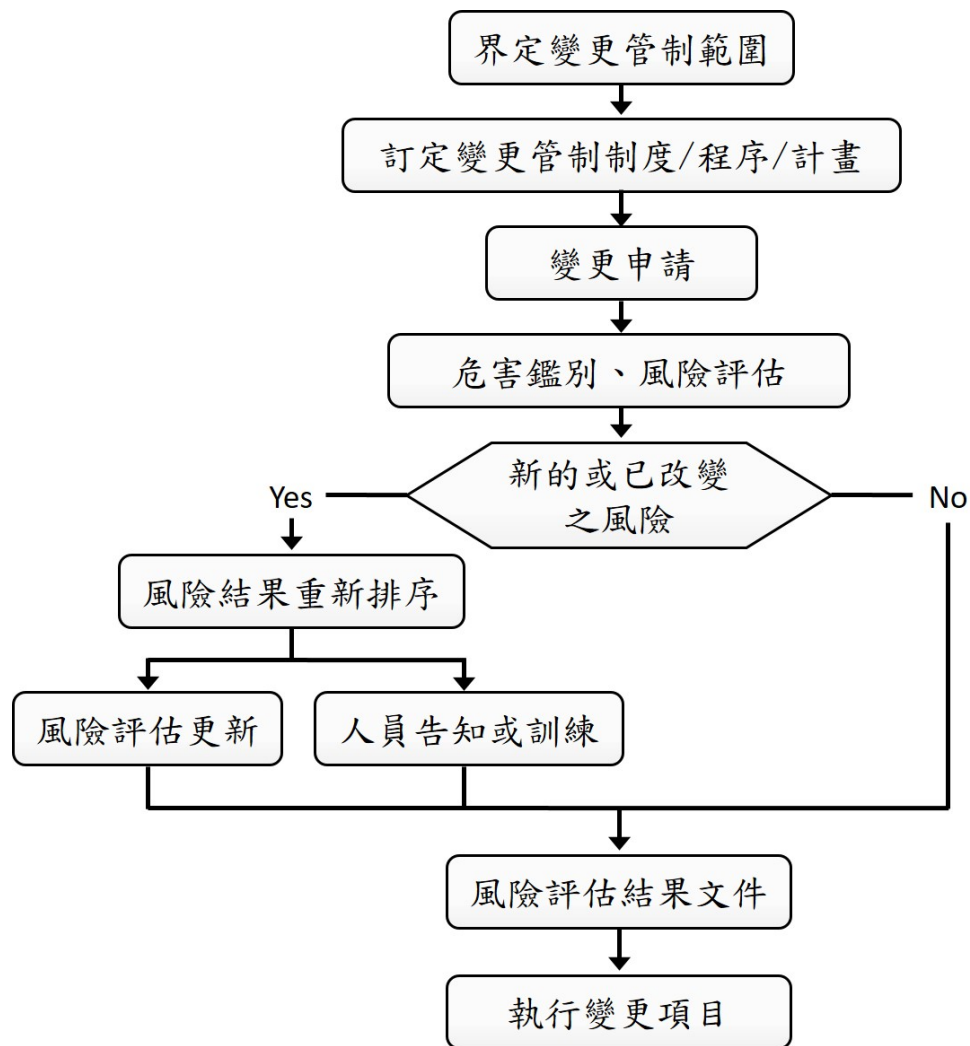 界定變更管制範圍
訂定變更管制制度/程序/計畫
變更申請
危害鑑別、風險評估
新的或已改變
之風險
Yes
No
風險結果重新排序
風險評估更新
人員告知或訓練
風險評估結果文件
執行變更項目